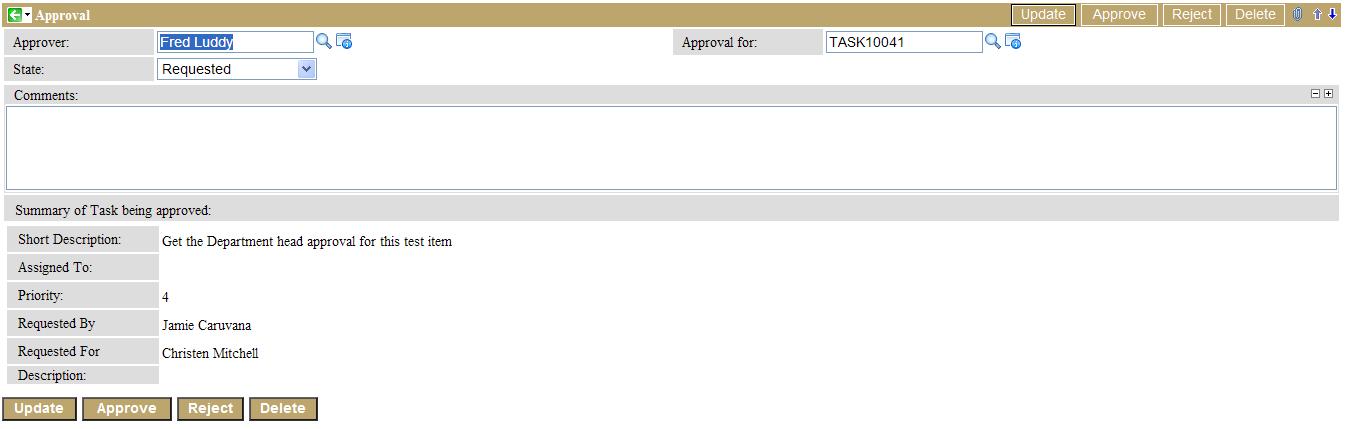 Approval Update Approve Reject Delete
Approver: Fred Luddy Approval for: TASK10041
State: Requested
Comments:
Summary of Task being approved:
Short Description: Get the Department head approval for this test item
Assigned To:
Priority: 4
Requested By Jamie Caruvana
Requested For Christen Mitchell
Description:
Update Approve Reject Delete